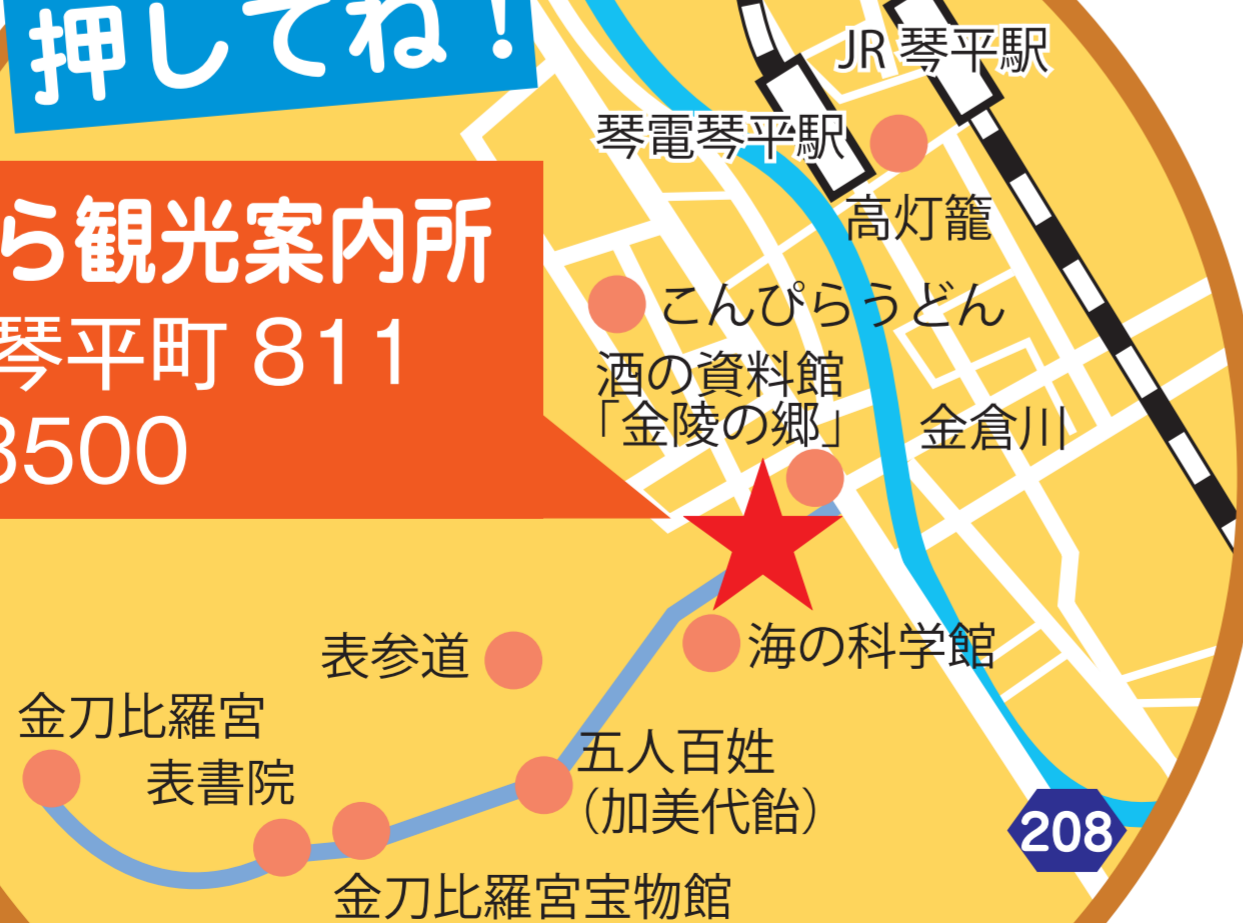 押してね！
JR 琴平駅
琴電琴平駅
高灯籠
ら観光案内所
琴平町 811
3500
こんぴらうどん
酒の資料館
「金陵の郷」
金倉川
海の科学館
表参道
金刀比羅宮
表書院
五人百姓
（加美代飴）
金刀比羅宮宝物館
208